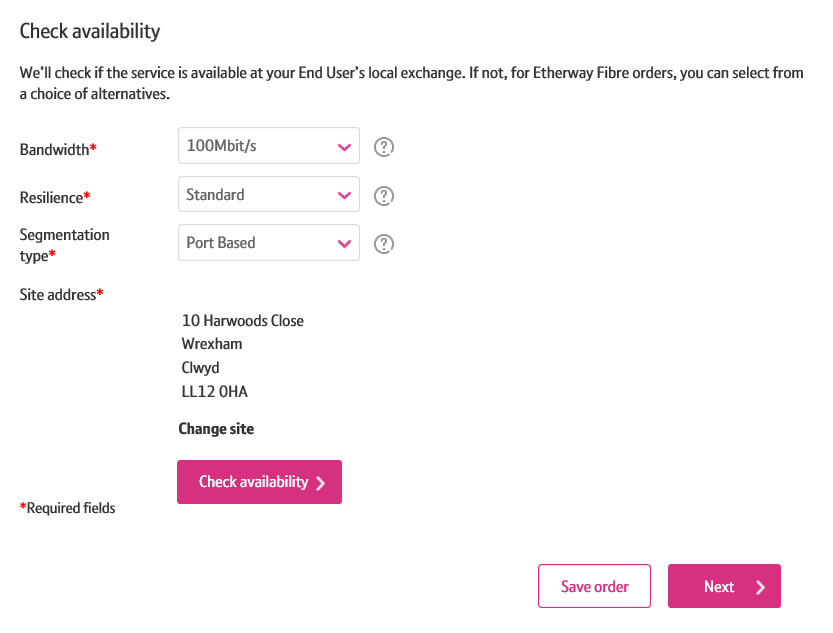 Check availability
We'll check if the service is available at your End User's local exchange. If not, for Etherway Fibre orders, you can select from
a choice of alternatives.
Bandwidth*
100Mbit/s
Resilience*
Standard
Segmentation
type*
Port Based
Site address*
10 Harwoods Close
Wrexham
Clwyd
LL12 0HA
Change site
Check availability
*Required fields
Save order
Next